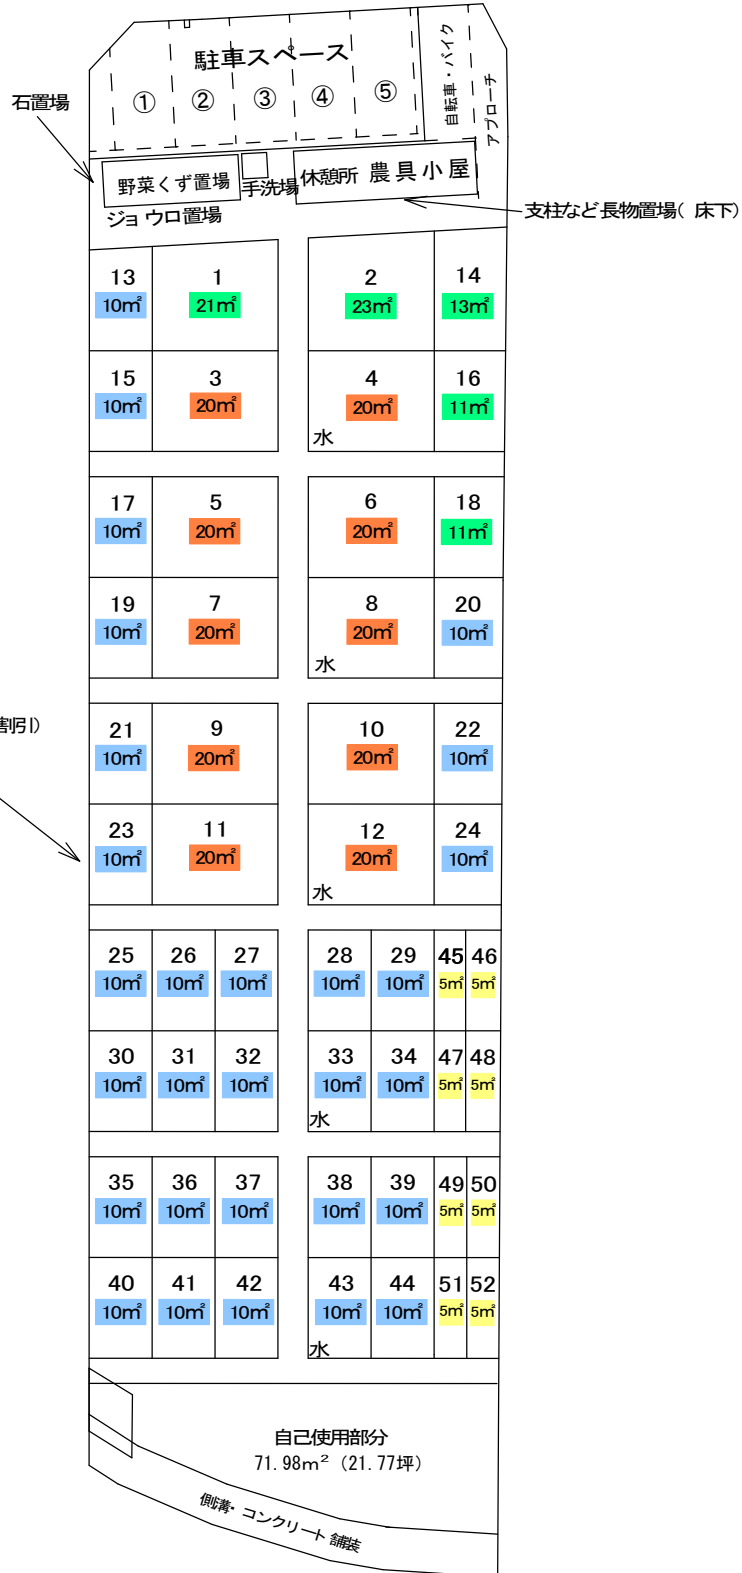 駐車スペース
① ② ③ ④ ⑤
自転車・バイク
アプローチ
石置場
野菜くず置場
手洗場
休憩所 農具小屋
ジョウロ置場
支柱など長物置場(床下)
13 1 2 14
10㎡ 21㎡ 23㎡ 13㎡
15 3 4 16
10㎡ 20㎡ 20㎡ 11㎡
水
17 5 6 18
10㎡ 20㎡ 20㎡ 11㎡
19 7 8 20
10㎡ 20㎡ 20㎡ 10㎡
水
割引)
21 9 10 22
10㎡ 20㎡ 20㎡ 10㎡
23 11 12 24
10㎡ 20㎡ 20㎡ 10㎡
水
25 26 27 28 29 45 46
10㎡ 10㎡ 10㎡ 10㎡ 10㎡ 5㎡ 5㎡
30 31 32 33 34 47 48
10㎡ 10㎡ 10㎡ 10㎡ 10㎡ 5㎡ 5㎡
水
35 36 37 38 39 49 50
10㎡ 10㎡ 10㎡ 10㎡ 10㎡ 5㎡ 5㎡
40 41 42 43 44 51 52
10㎡ 10㎡ 10㎡ 10㎡ 10㎡ 5㎡ 5㎡
水
自己使用部分
71.98m²(21.77坪)
側溝・コンクリート舗装